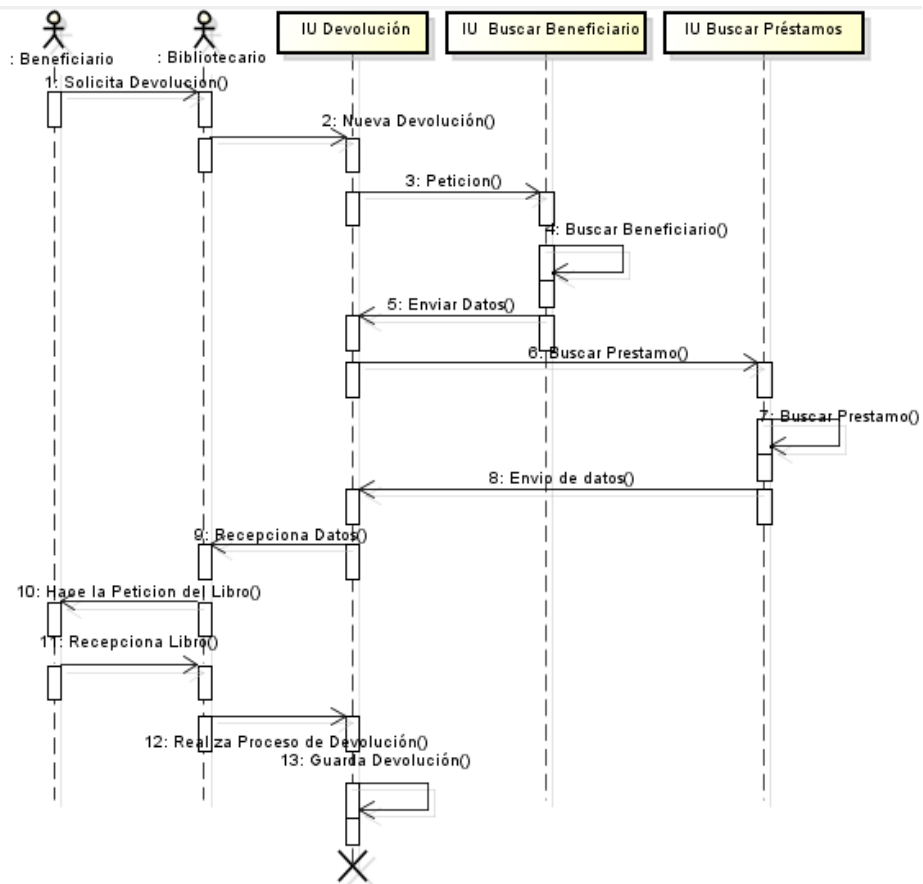 IU Devolución
IU Buscar Beneficiario
IU Buscar Préstamos
: Beneficiario
: Bibliotecario
1: Solicita Devolucion()
2: Nueva Devolución()
3: Peticion()
4: Buscar Beneficiario()
5: Enviar Datos()
6: Buscar Prestamo()
7: Buscar Prestamo()
8: Envio de datos()
9: Recepciona Datos()
10: Hace la Peticion del Libro()
11: Recepciona Libro()
12: Realiza Proceso de Devolución()
13: Guarda Devolución()